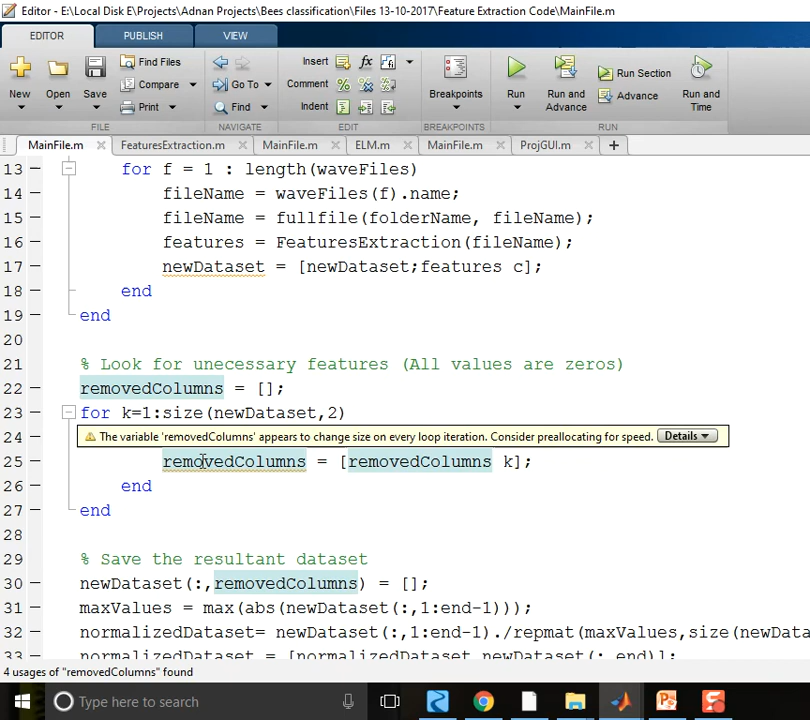 Editor - E:\Local Disk E\Projects\Adnan Projects\Bees classification\Files 13-10-2017\Feature Extraction Code\MainFile.m
EDITOR PUBLISH VIEW
New Open Save Find Files Compare Print
Go To Find
Insert fx
Comment %
Indent
Breakpoints Run Run and Advance Run Section Advance Run and Time
FILE NAVIGATE EDIT BREAKPOINTS RUN
MainFile.m FeaturesExtraction.m MainFile.m ELM.m MainFile.m ProjGUI.m
13 for f = 1 : length(waveFiles)
14 fileName = waveFiles(f).name;
15 fileName = fullfile(folderName, fileName);
16 features = FeaturesExtraction(fileName);
17 newDataset = [newDataset;features c];
18 end
19 end
20
21 % Look for unecessary features (All values are zeros)
22 removedColumns = [];
23 for k=1:size(newDataset,2)
24 The variable 'removedColumns' appears to change size on every loop iteration. Consider preallocating for speed. Details
25 removedColumns = [removedColumns k];
26 end
27 end
28
29 % Save the resultant dataset
30 newDataset(:,removedColumns) = [];
31 maxValues = max(abs(newDataset(:,1:end-1)));
32 normalizedDataset= newDataset(:,1:end-1)./repmat(maxValues,size(newData
33 normalizedDataset = [normalizedDataset newDataset(:,end)];
4 usages of "removedColumns" found
Type here to search